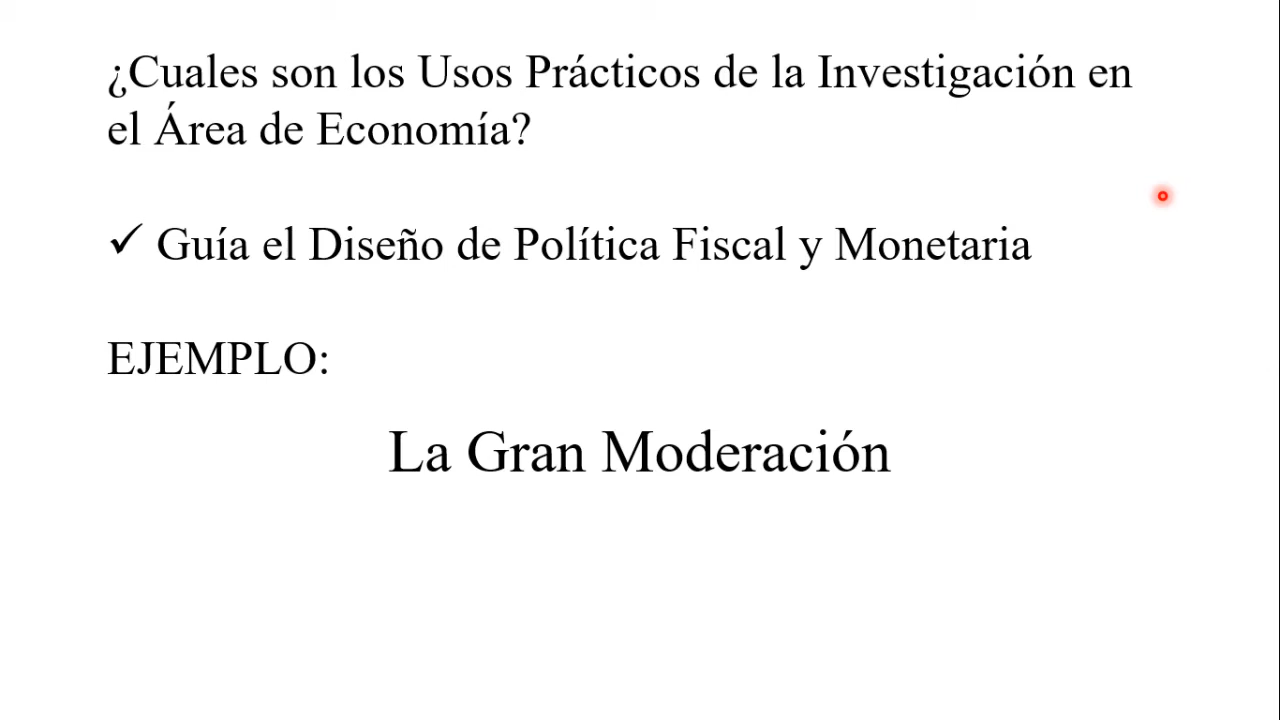 ¿Cuales son los Usos Prácticos de la Investigación en
el Área de Economía?
✓ Guía el Diseño de Política Fiscal y Monetaria
EJEMPLO:
La Gran Moderación